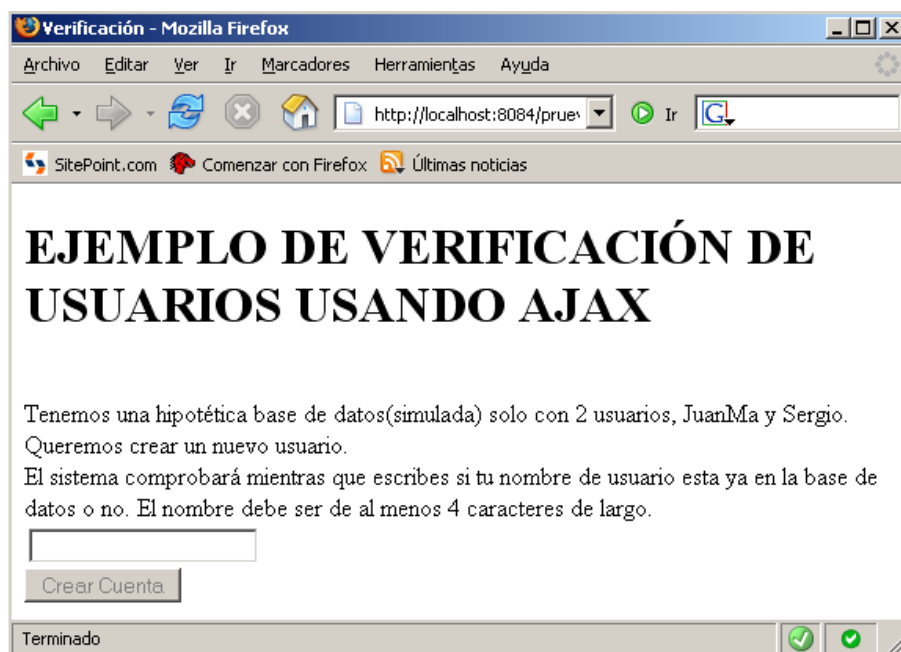 Verificación - Mozilla Firefox
Archivo Editar Ver Ir Marcadores Herramientas Ayuda
http://localhost:8084/prue Ir G
SitePoint.com Comenzar con Firefox Últimas noticias
EJEMPLO DE VERIFICACIÓN DE
USUARIOS USANDO AJAX
Tenemos una hipotética base de datos(simulada) solo con 2 usuarios, JuanMa y Sergio.
Queremos crear un nuevo usuario.
El sistema comprobará mientras que escribes si tu nombre de usuario esta ya en la base de
datos o no. El nombre debe ser de al menos 4 caracteres de largo.
Crear Cuenta
Terminado